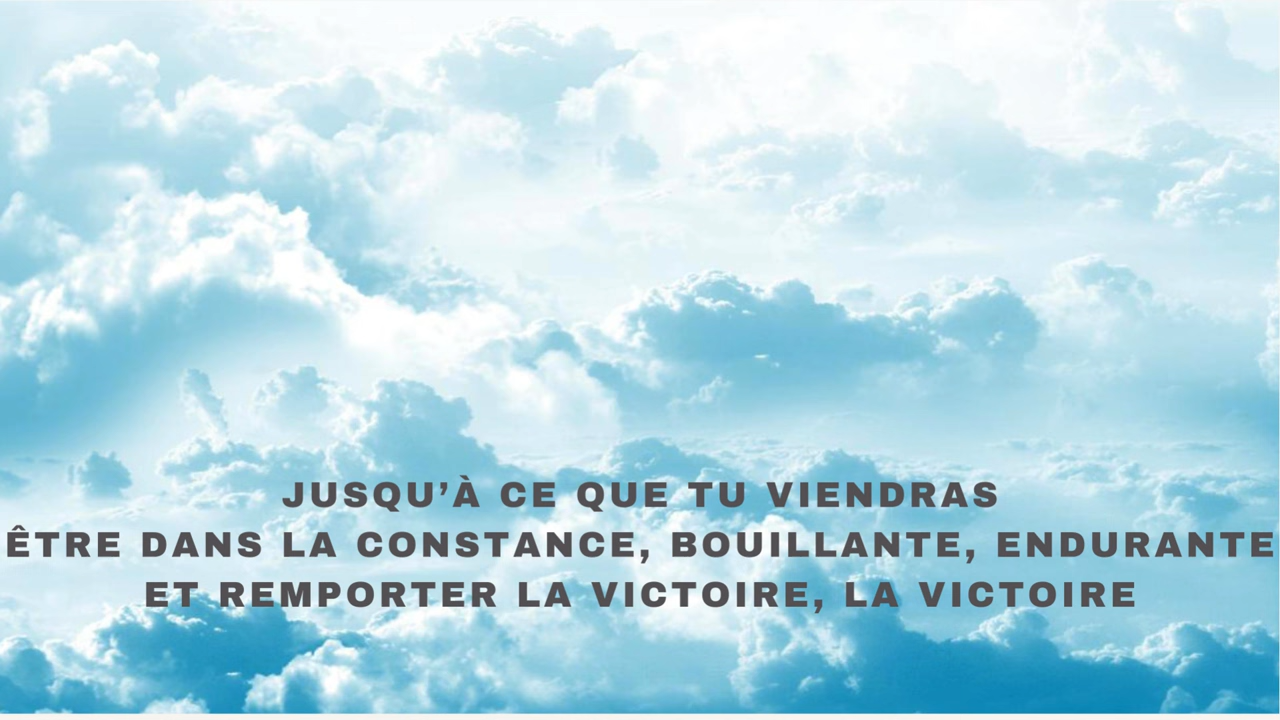 JUSQU’À CE QUE TU VIENDRAS
ÊTRE DANS LA CONSTANCE, BOUILLANTE, ENDURANTE
ET REMPORTER LA VICTOIRE, LA VICTOIRE